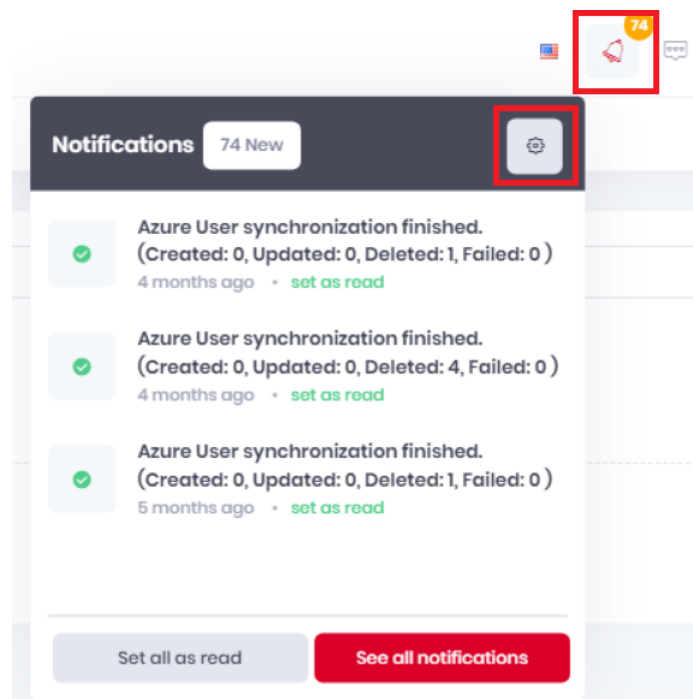 74
Notifications 74 New
Azure User synchronization finished.
(Created: 0, Updated: 0, Deleted: 1, Failed: 0 )
4 months ago • set as read
Azure User synchronization finished.
(Created: 0, Updated: 0, Deleted: 4, Failed: 0 )
4 months ago • set as read
Azure User synchronization finished.
(Created: 0, Updated: 0, Deleted: 1, Failed: 0 )
5 months ago • set as read
Set all as read See all notifications